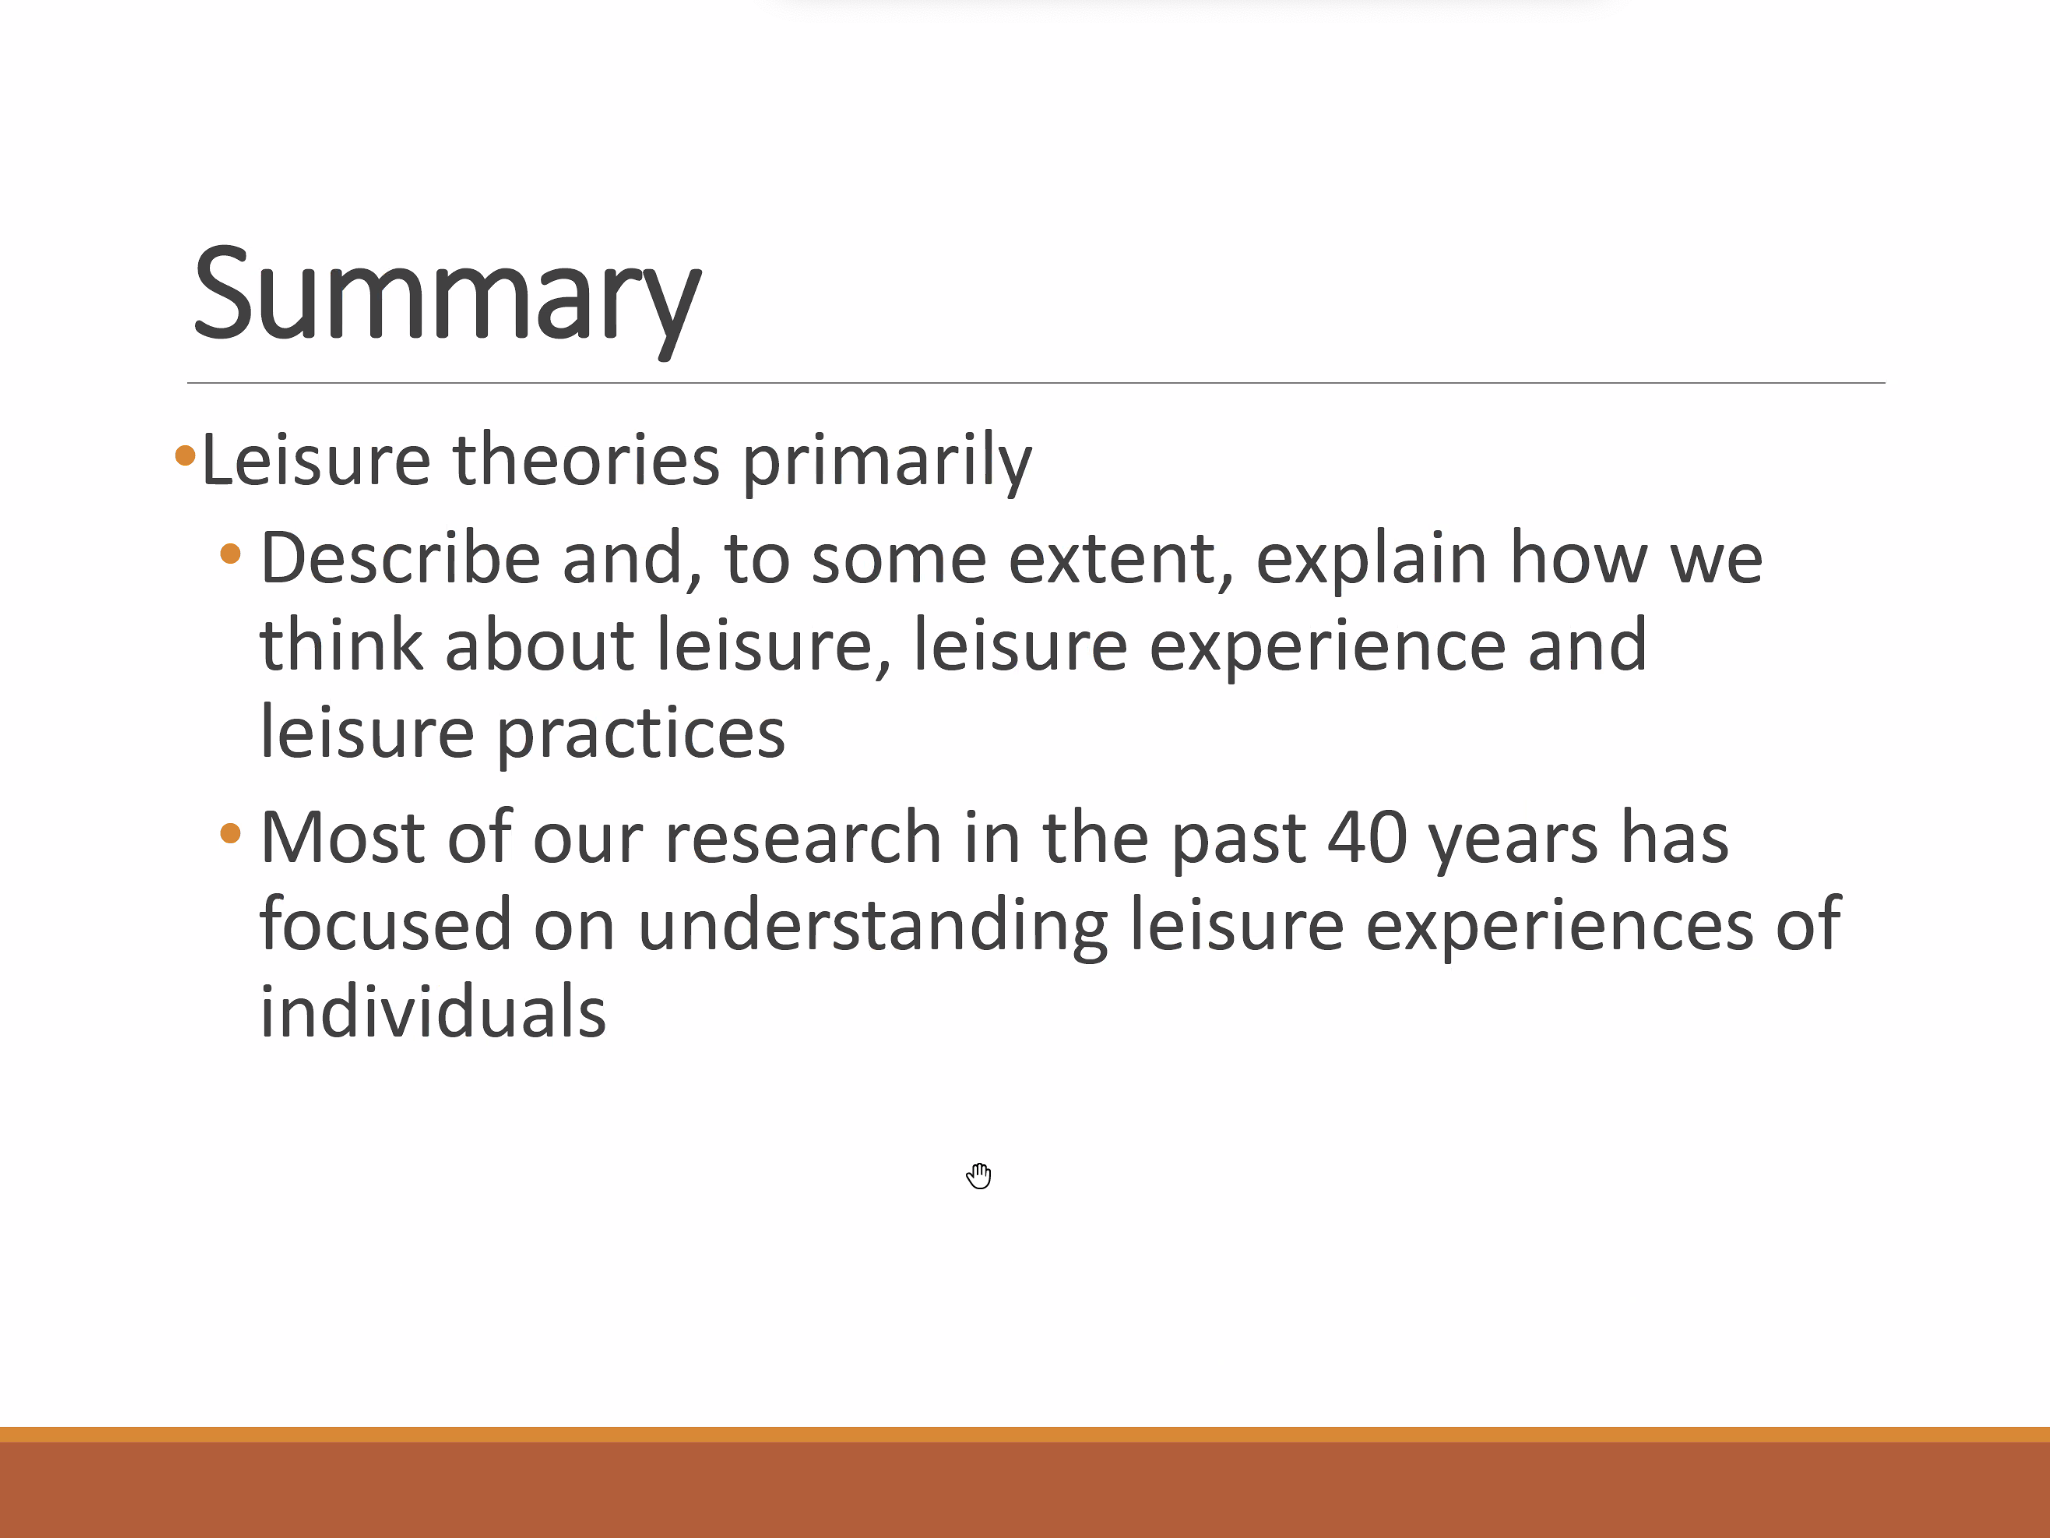 Summary
•Leisure theories primarily
• Describe and, to some extent, explain how we
think about leisure, leisure experience and
leisure practices
• Most of our research in the past 40 years has
focused on understanding leisure experiences of
individuals